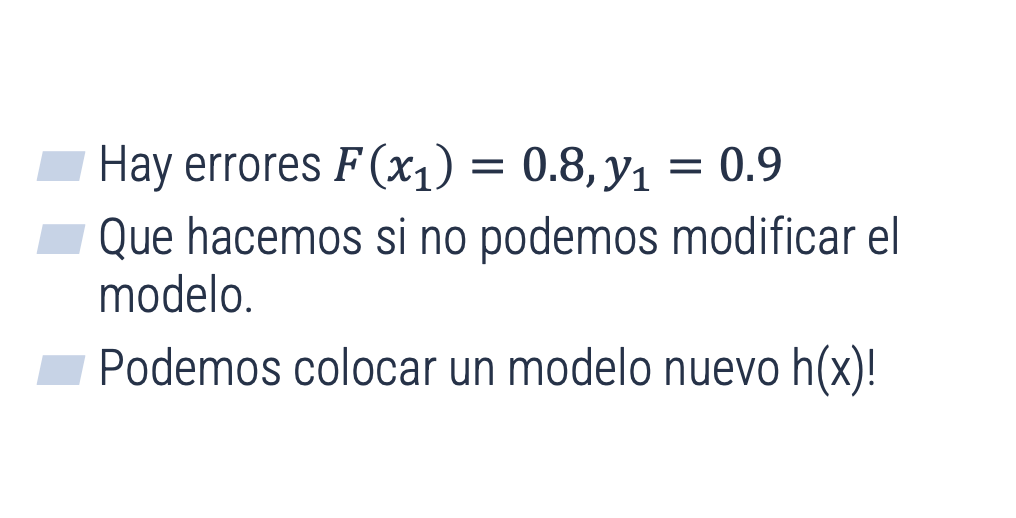 Hay errores F(x₁) = 0.8, y₁ = 0.9
Que hacemos si no podemos modificar el
modelo.
Podemos colocar un modelo nuevo h(x)!